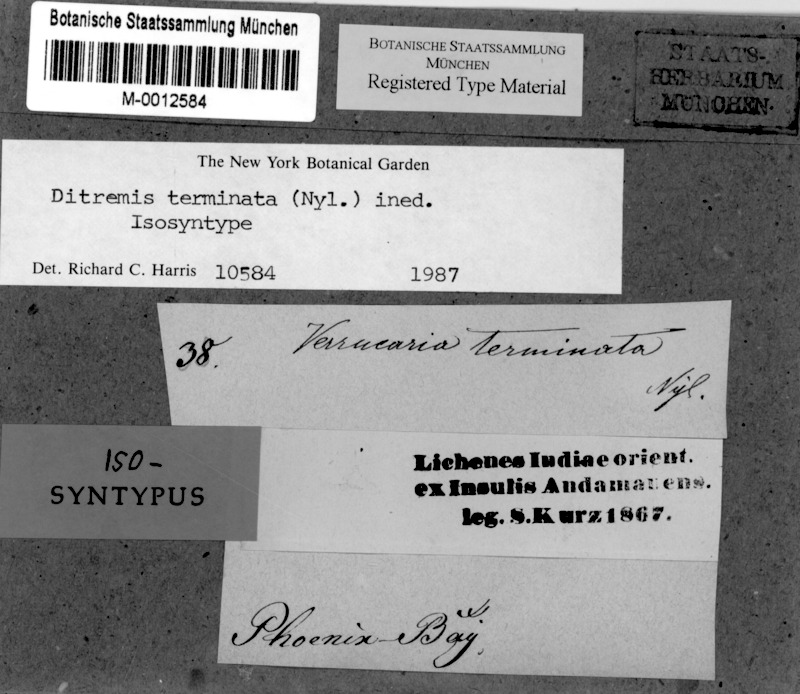 Botanische Staatssammlung München
M-0012584
BOTANISCHE STAATSSAMMLUNG
MÜNCHEN
Registered Type Material
STAATS-
HERBARIUM
MÜNCHEN
The New York Botanical Garden
Ditremis terminata (Nyl.) ined.
Isosyntype
Det. Richard C. Harris 10584 1987
38. Verrucaria terminata
Nyl.
ISO-
SYNTYPUS
Lichenes Indiae orient.
ex Insulis Andamanens.
leg. S. Kurz 1867.
Phoenix-Baÿ